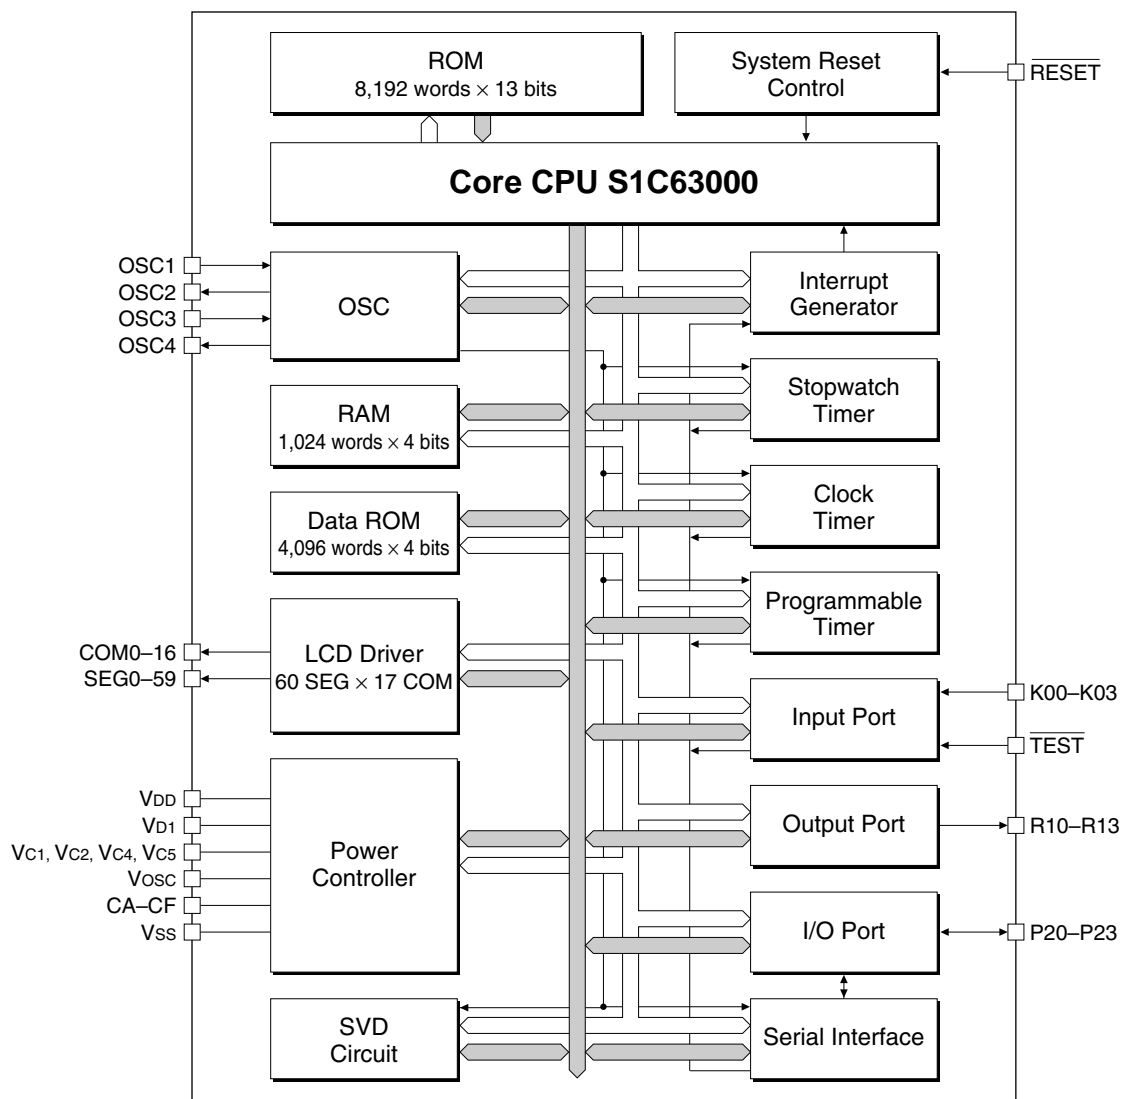 ROM
8,192 words × 13 bits
System Reset
Control
RESET
Core CPU S1C63000
OSC1
OSC2
OSC3
OSC4
OSC
Interrupt
Generator
RAM
1,024 words × 4 bits
Stopwatch
Timer
Data ROM
4,096 words × 4 bits
Clock
Timer
COM0–16
SEG0–59
LCD Driver
60 SEG × 17 COM
Programmable
Timer
Input Port
K00–K03
TEST
VDD
VD1
VC1, VC2, VC4, VC5
VOSC
CA–CF
VSS
Power
Controller
Output Port
R10–R13
I/O Port
P20–P23
SVD
Circuit
Serial Interface